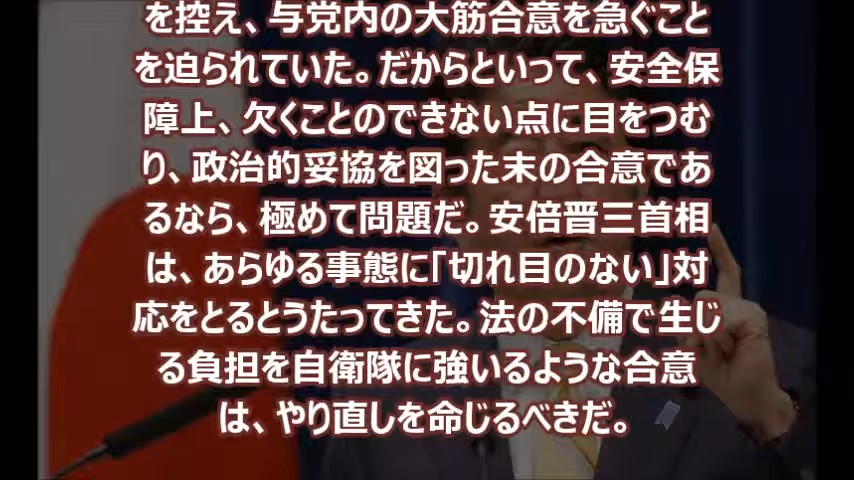 を控え、与党内の大筋合意を急ぐこと
を迫られていた。だからといって、安全保
障上、欠くことのできない点に目をつむ
り、政治的妥協を図った末の合意であ
るなら、極めて問題だ。安倍晋三首相
は、あらゆる事態に「切れ目のない」対
応をとるとうたってきた。法の不備で生じ
る負担を自衛隊に強いるような合意
は、やり直しを命じるべきだ。